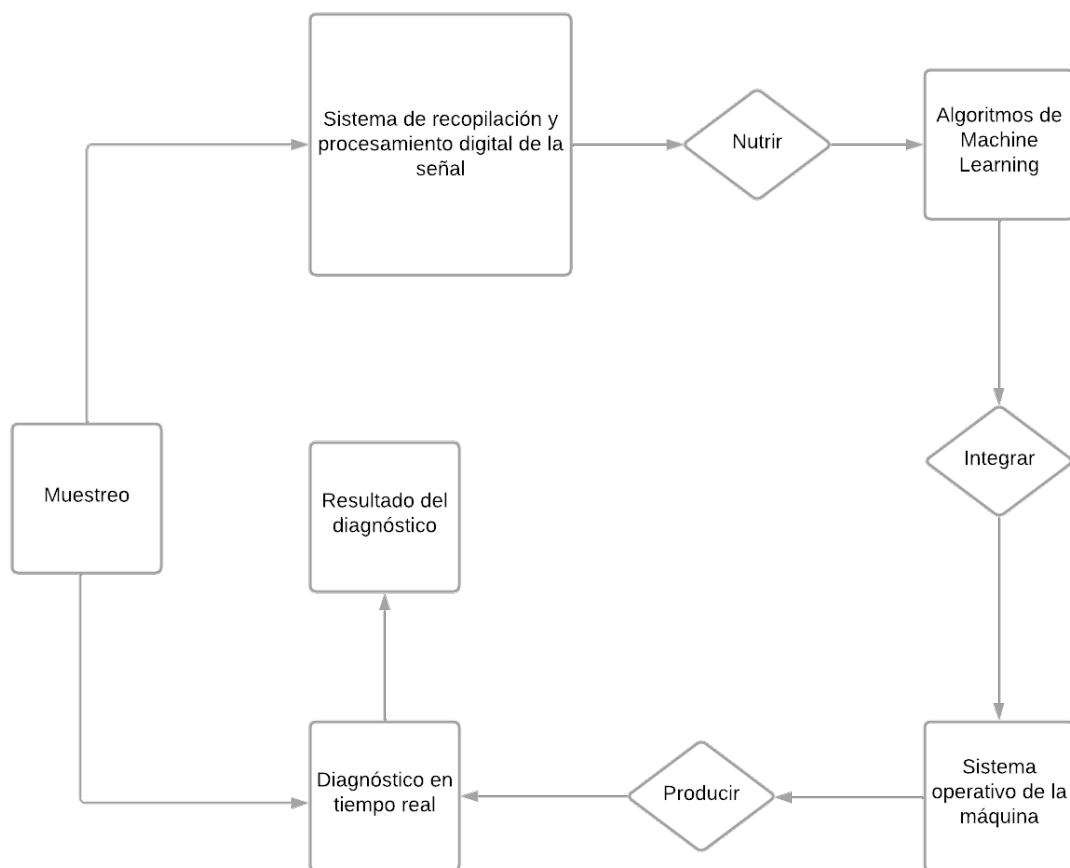 Sistema de recopilación y
procesamiento digital de la
señal
Nutrir
Algoritmos de
Machine
Learning
Integrar
Muestreo
Resultado del
diagnóstico
Diagnóstico en
tiempo real
Producir
Sistema
operativo de la
máquina